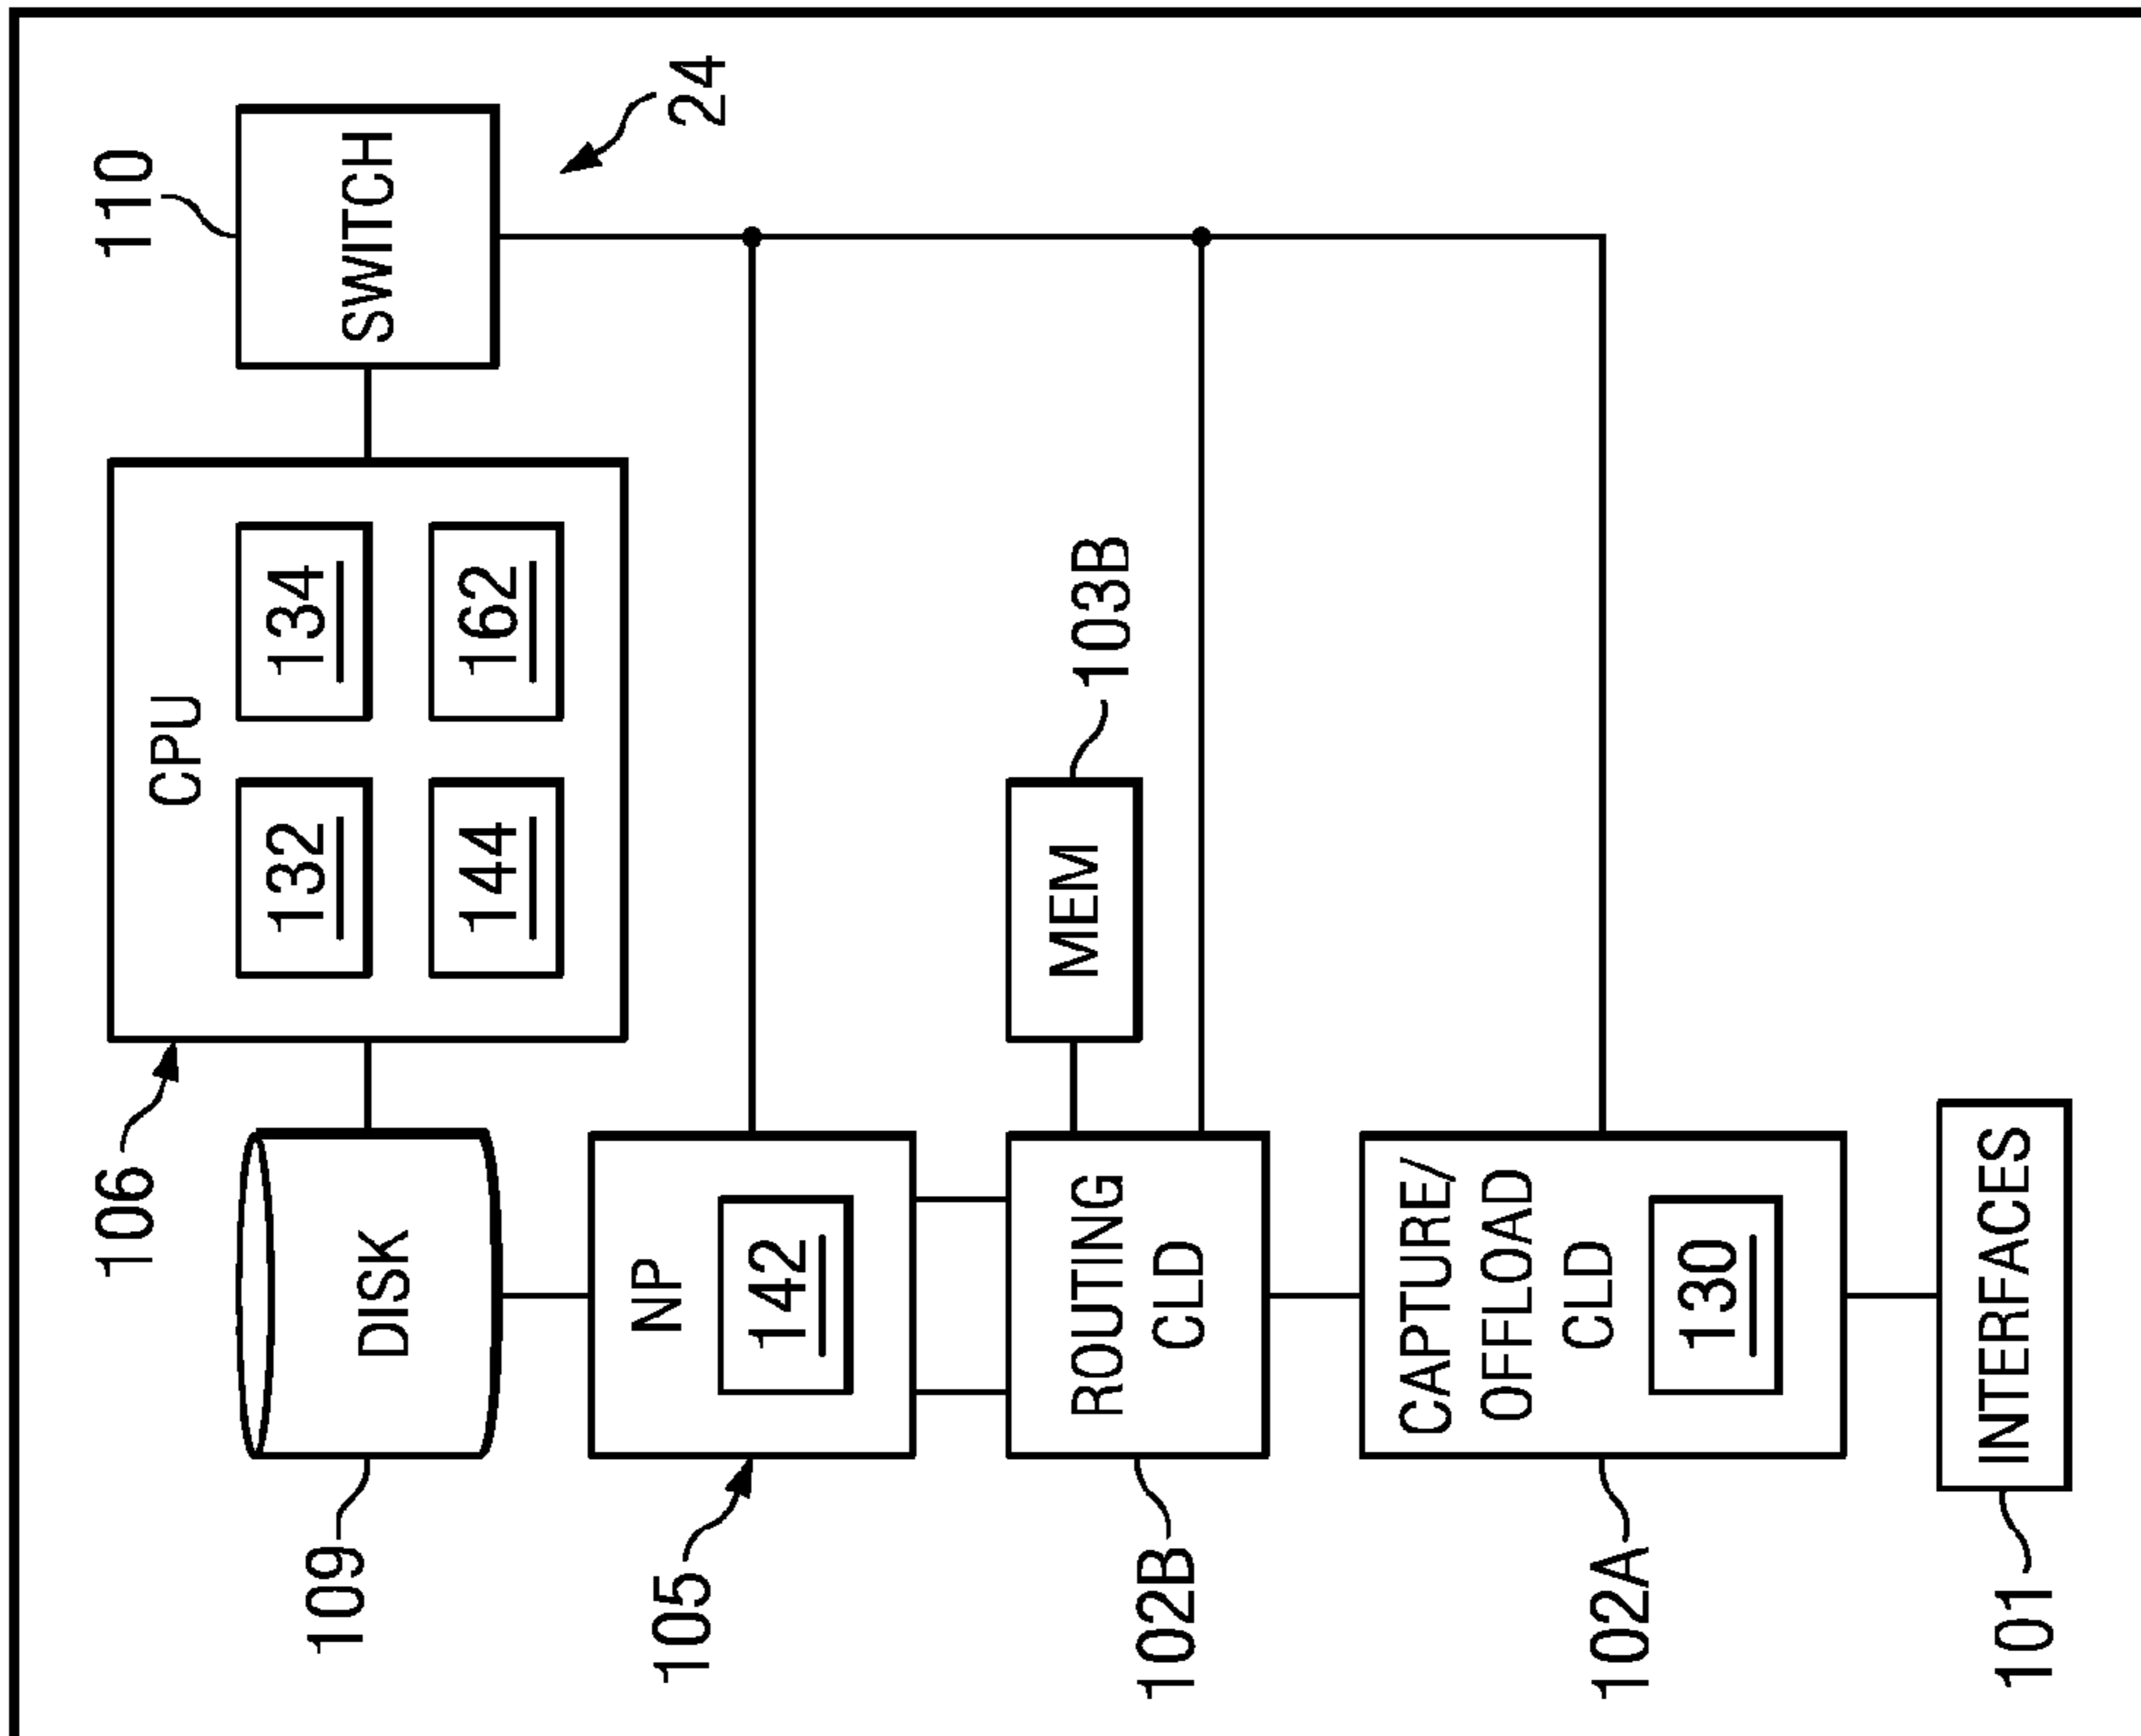 106
110
CPU
132
134
109
DISK
SWITCH
144
162
105
NP
24
142
MEM
103B
ROUTING
CLD
102B
CAPTURE/
OFFLOAD
CLD
102A
130
INTERFACES
101